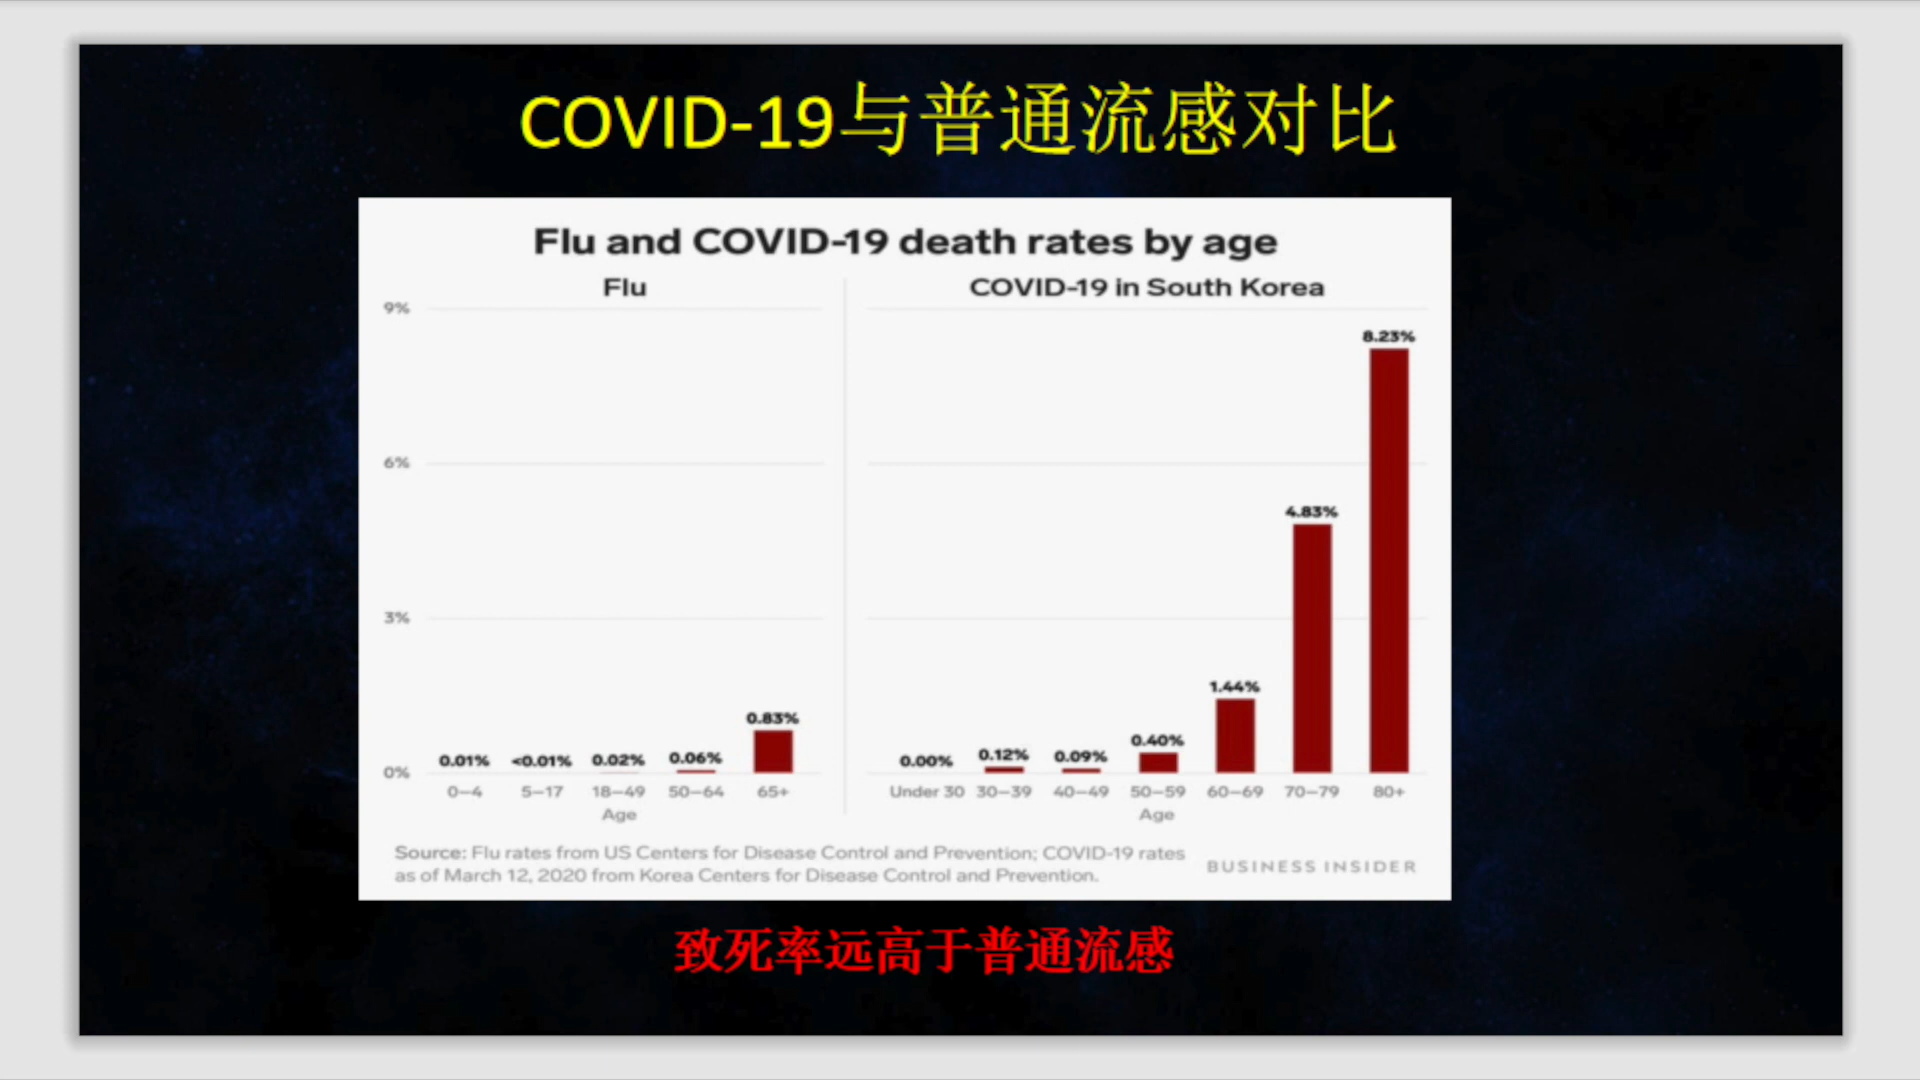 COVID-19与普通流感对比
Flu and COVID-19 death rates by age
Flu
COVID-19 in South Korea
9%
6%
3%
0%
0.01% <0.01% 0.02% 0.06% 0.83%
0–4 5–17 18–49 50–64 65+
Age
0.00% 0.12% 0.09% 0.40% 1.44% 4.83% 8.23%
Under 30 30–39 40–49 50–59 60–69 70–79 80+
Age
Source: Flu rates from US Centers for Disease Control and Prevention; COVID-19 rates
as of March 12, 2020 from Korea Centers for Disease Control and Prevention.
BUSINESS INSIDER
致死率远高于普通流感